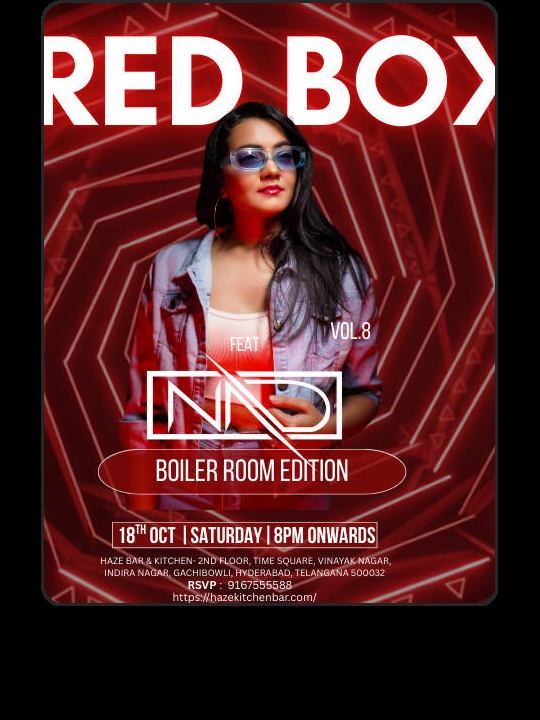 RED BOX
VOL.8
FEAT
BOILER ROOM EDITION
18TH OCT | SATURDAY | 8PM ONWARDS
HAZE BAR & KITCHEN- 2ND FLOOR, TIME SQUARE, VINAYAK NAGAR,
INDIRA NAGAR, GACHIBOWLI, HYDERABAD, TELANGANA 500032
RSVP : 9167555588
https://hazekitchenbar.com/